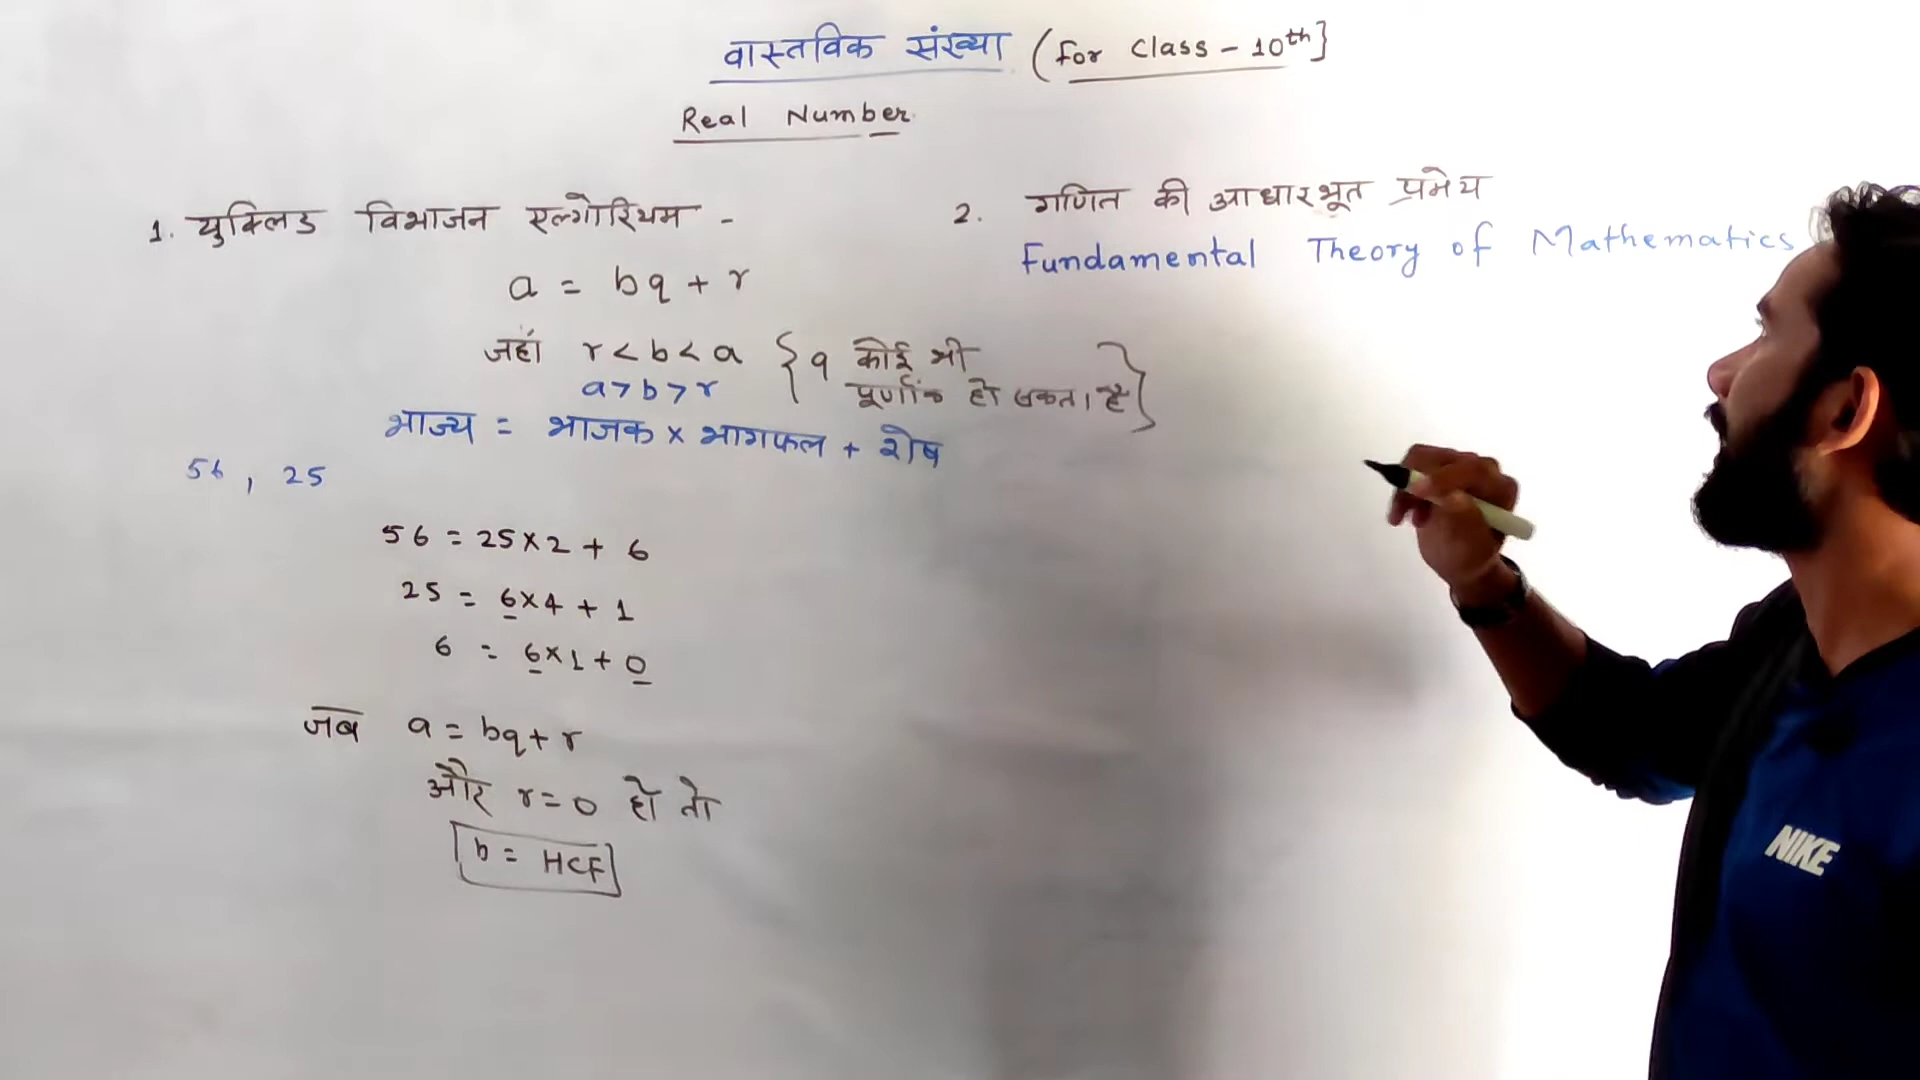 वास्तविक संख्या (for Class - 10th]
Real Number
1. युक्लिड विभाजन एल्गोरिथम -
a = bq + r
जहां r < b < a { q कोई भी
a > b > r पूर्णांक हो सकता है }
भाज्य = भाजक × भागफल + शेष
56 , 25
56 = 25 × 2 + 6
25 = 6 × 4 + 1
6 = 6 × 1 + 0
जब a = bq + r
और r = 0 हो तो
b = HCF
2. गणित की आधारभूत प्रमेय
Fundamental Theory of Mathematics
NIKE